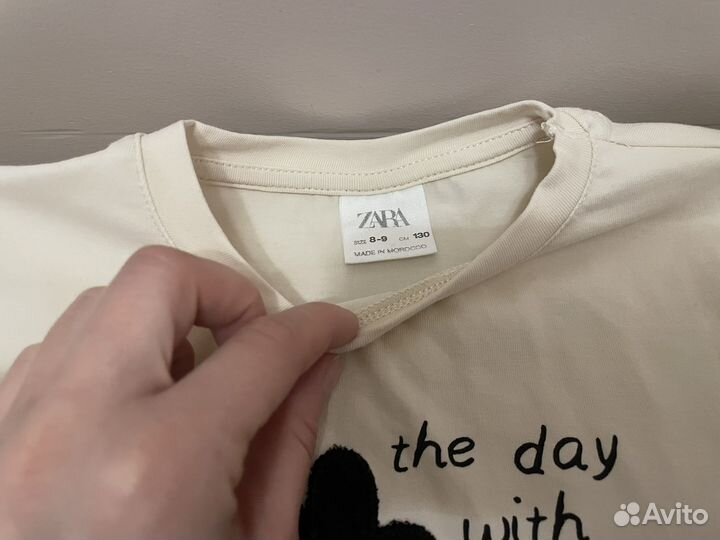 ZARA
SIZE 8-9 CM 130
MADE IN MOROCCO
the day
with
Avito